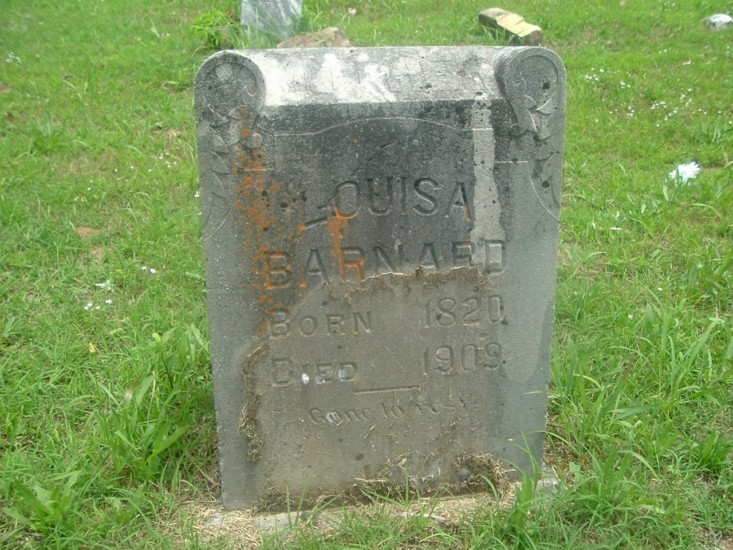 LOUISA
BARNARD
BORN 1820
DIED 1909
Gone to Rest